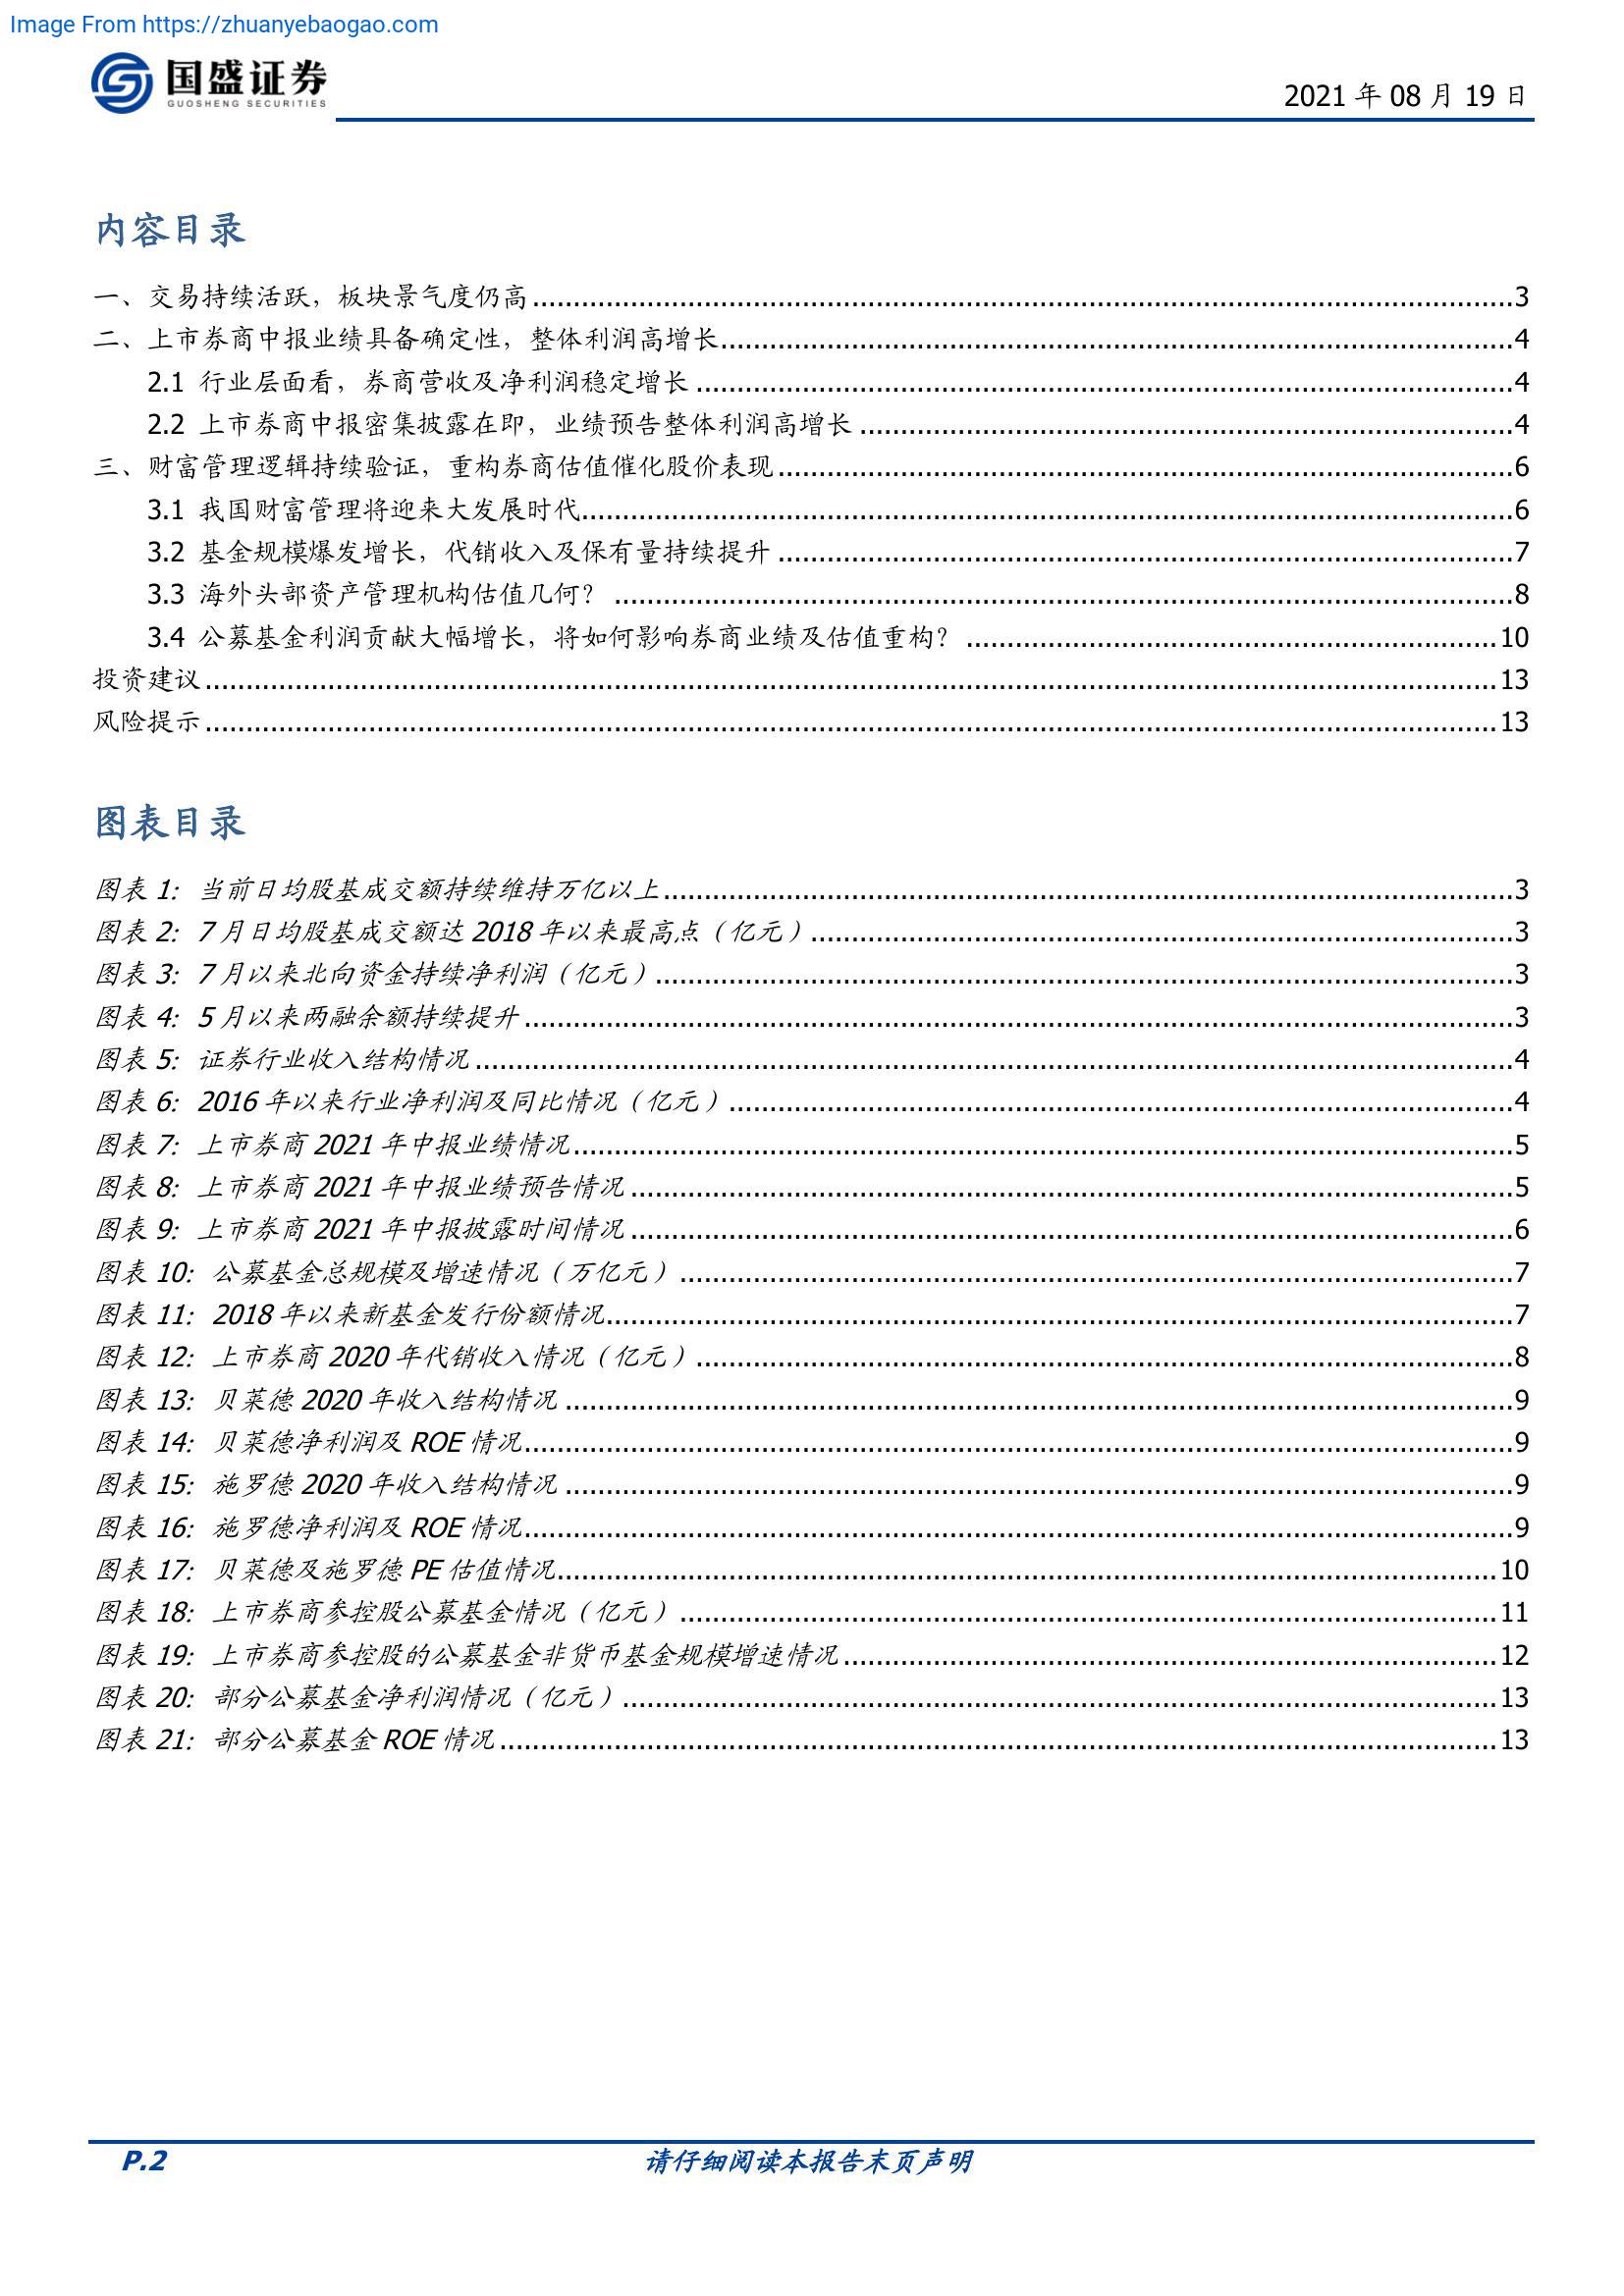 Image From https://zhuanyebaogao.com
国盛证券
GUOSHENG SECURITIES
2021 年 08 月 19 日
内容目录
一、交易持续活跃，板块景气度仍高 3
二、上市券商中报业绩具备确定性，整体利润高增长 4
2.1 行业层面看，券商营收及净利润稳定增长 4
2.2 上市券商中报密集披露在即，业绩预告整体利润高增长 4
三、财富管理逻辑持续验证，重构券商估值催化股价表现 6
3.1 我国财富管理将迎来大发展时代 6
3.2 基金规模爆发增长，代销收入及保有量持续提升 7
3.3 海外头部资产管理机构估值几何？ 8
3.4 公募基金利润贡献大幅增长，将如何影响券商业绩及估值重构？ 10
投资建议 13
风险提示 13
图表目录
图表 1: 当前日均股基成交额持续维持万亿以上 3
图表 2: 7 月日均股基成交额达 2018 年以来最高点（亿元） 3
图表 3: 7 月以来北向资金持续净利润（亿元） 3
图表 4: 5 月以来两融余额持续提升 3
图表 5: 证券行业收入结构情况 4
图表 6: 2016 年以来行业净利润及同比情况（亿元） 4
图表 7: 上市券商 2021 年中报业绩情况 5
图表 8: 上市券商 2021 年中报业绩预告情况 5
图表 9: 上市券商 2021 年中报披露时间情况 6
图表 10: 公募基金总规模及增速情况（万亿元） 7
图表 11: 2018 年以来新基金发行份额情况 7
图表 12: 上市券商 2020 年代销收入情况（亿元） 8
图表 13: 贝莱德 2020 年收入结构情况 9
图表 14: 贝莱德净利润及 ROE 情况 9
图表 15: 施罗德 2020 年收入结构情况 9
图表 16: 施罗德净利润及 ROE 情况 9
图表 17: 贝莱德及施罗德 PE 估值情况 10
图表 18: 上市券商参控股公募基金情况（亿元） 11
图表 19: 上市券商参控股的公募基金非货币基金规模增速情况 12
图表 20: 部分公募基金净利润情况（亿元） 13
图表 21: 部分公募基金 ROE 情况 13
P.2
请仔细阅读本报告末页声明